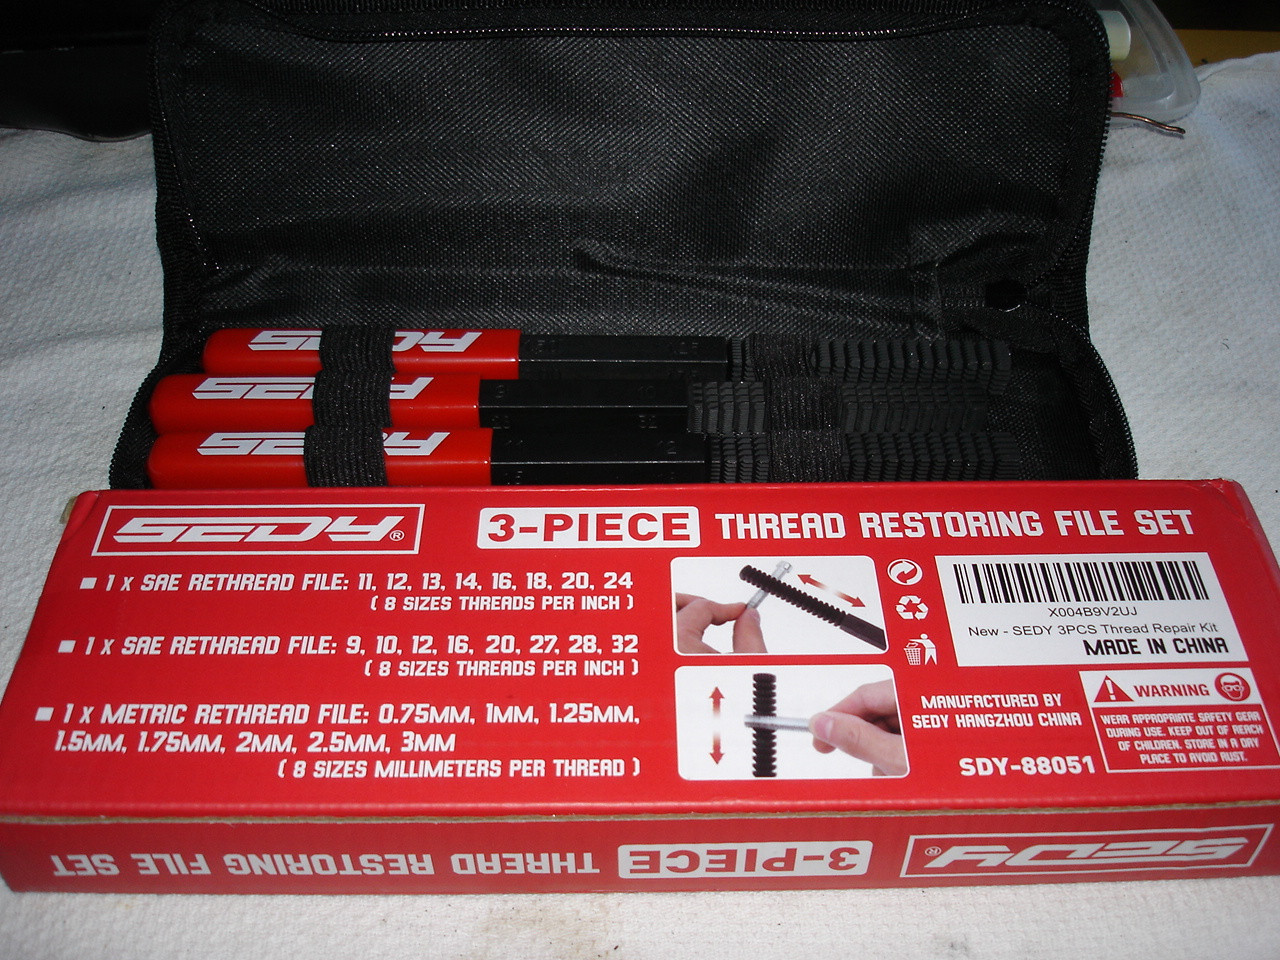 SEDY
SEDY
SEDY
SEDY®
3-PIECE THREAD RESTORING FILE SET
1 X SAE RETHREAD FILE: 11, 12, 13, 14, 16, 18, 20, 24
( 8 SIZES THREADS PER INCH )
1 X SAE RETHREAD FILE: 9, 10, 12, 16, 20, 27, 28, 32
( 8 SIZES THREADS PER INCH )
1 X METRIC RETHREAD FILE: 0.75MM, 1MM, 1.25MM,
1.5MM, 1.75MM, 2MM, 2.5MM, 3MM
( 8 SIZES MILLIMETERS PER THREAD )
X004B9V2UJ
New - SEDY 3PCS Thread Repair Kit
MADE IN CHINA
MANUFACTURED BY
SEDY HANGZHOU CHINA
SDY-88051
WARNING
WEAR APPROPRIATE SAFETY GEAR
DURING USE. KEEP OUT OF REACH
OF CHILDREN. STORE IN A DRY
PLACE TO AVOID RUST.
SEDY®
3-PIECE THREAD RESTORING FILE SET